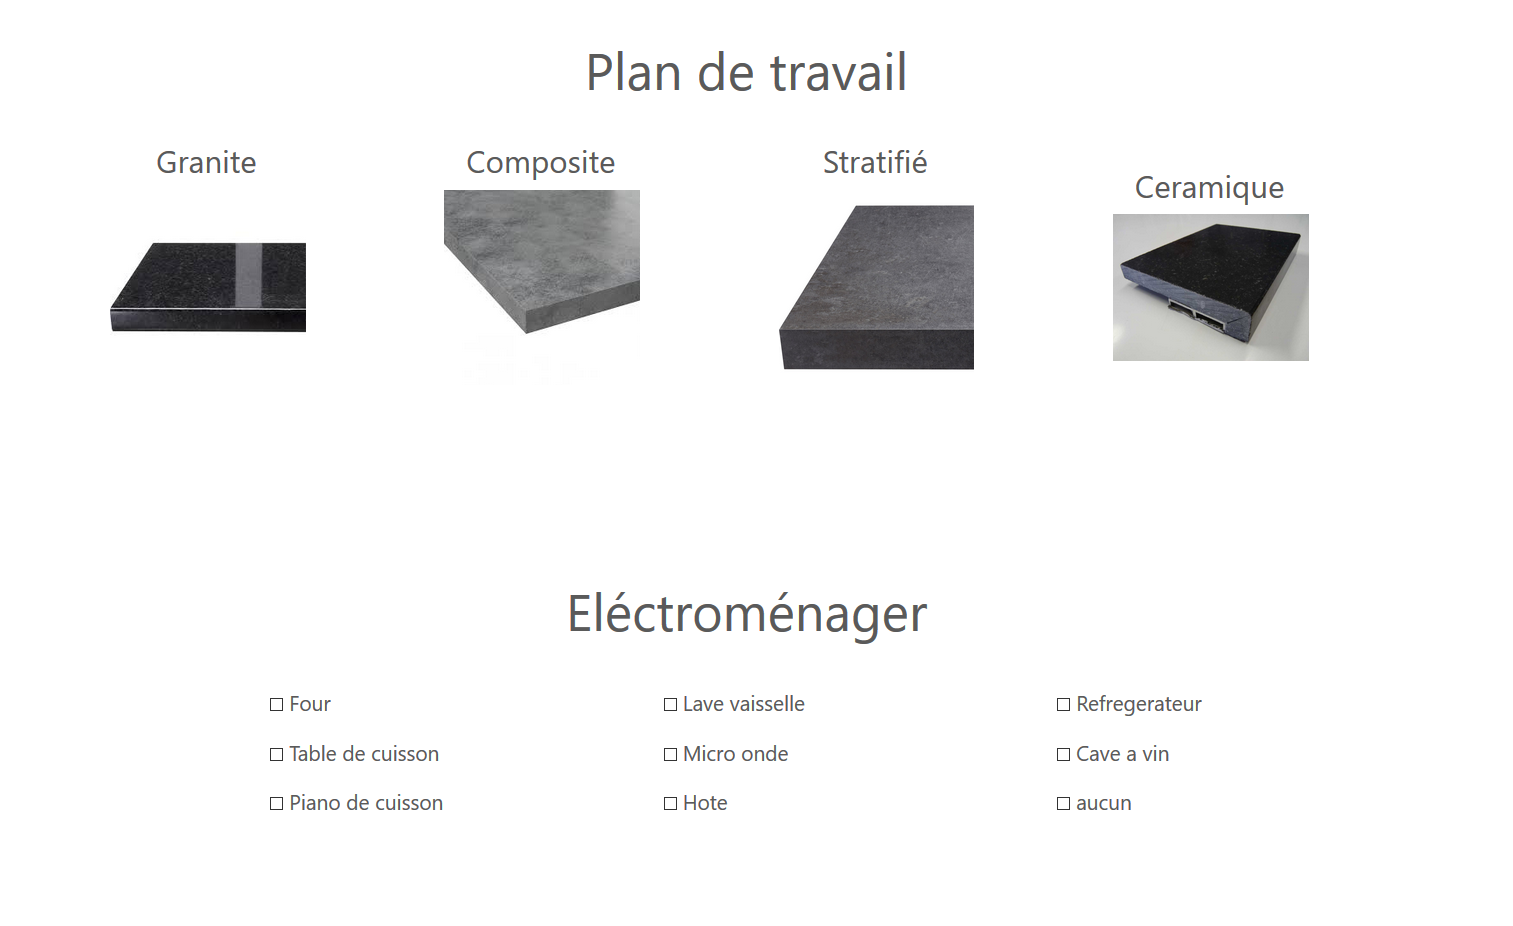 Plan de travail
Granite
Composite
Stratifié
Ceramique
Eléctroménager
Four
Lave vaisselle
Refregerateur
Table de cuisson
Micro onde
Cave a vin
Piano de cuisson
Hote
aucun